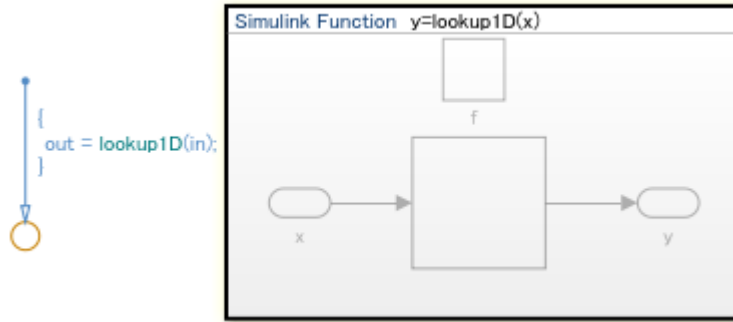 Simulink Function y=lookup1D(x)
f
{
out = lookup1D(in);
}
x
y